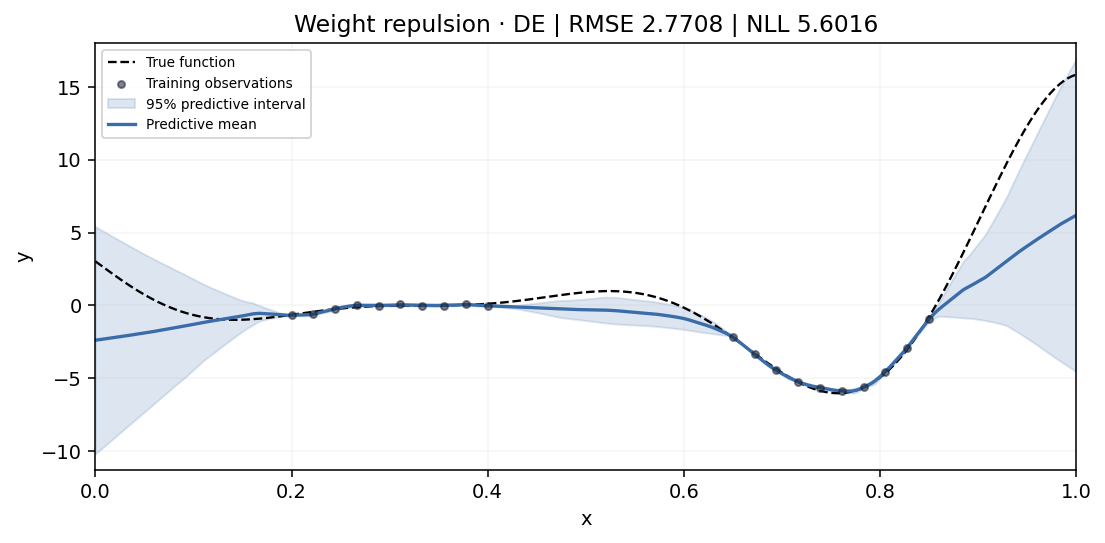 Weight repulsion · DE | RMSE 2.7708 | NLL 5.6016
True function
Training observations
95% predictive interval
Predictive mean
15
10
5
0
−5
−10
y
0.0 0.2 0.4 0.6 0.8 1.0
x